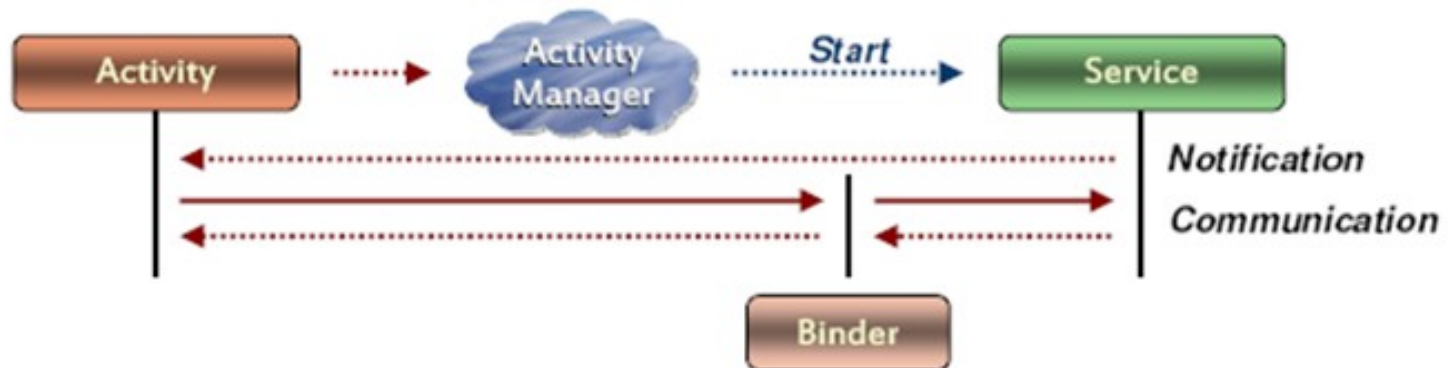 Activity
Activity
Manager
Start
Service
Notification
Communication
Binder